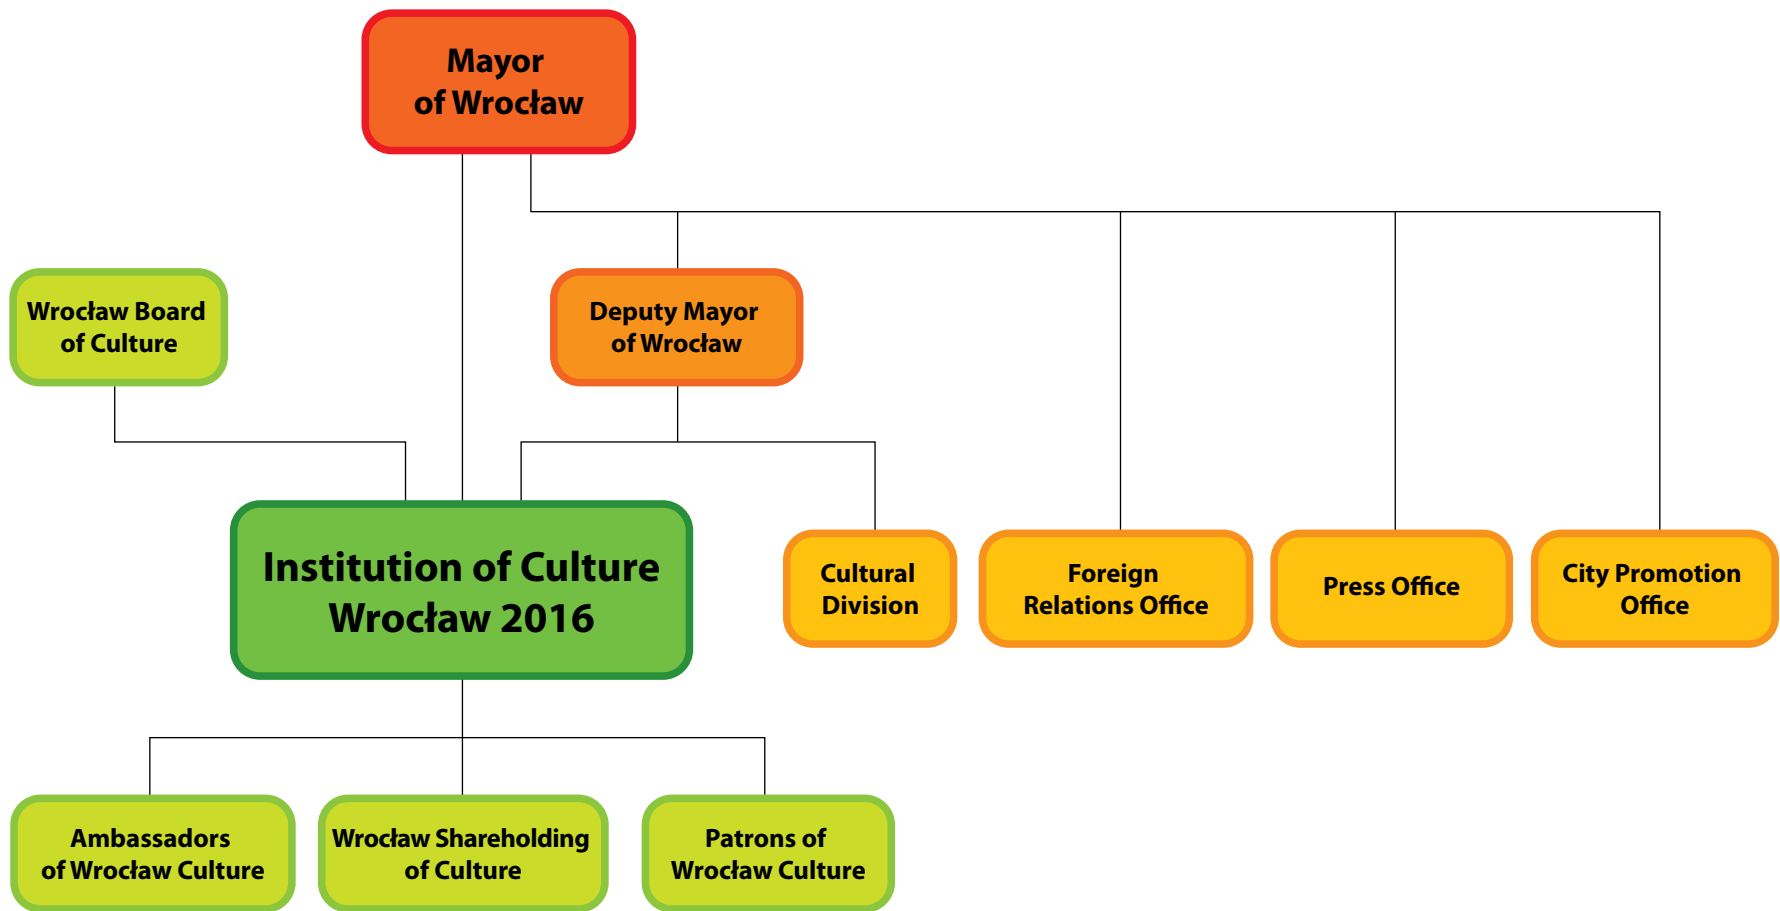 Mayor
of Wrocław
Wrocław Board
of Culture
Deputy Mayor
of Wrocław
Institution of Culture
Wrocław 2016
Cultural
Division
Foreign
Relations Office
Press Office
City Promotion
Office
Ambassadors
of Wrocław Culture
Wrocław Shareholding
of Culture
Patrons of
Wrocław Culture